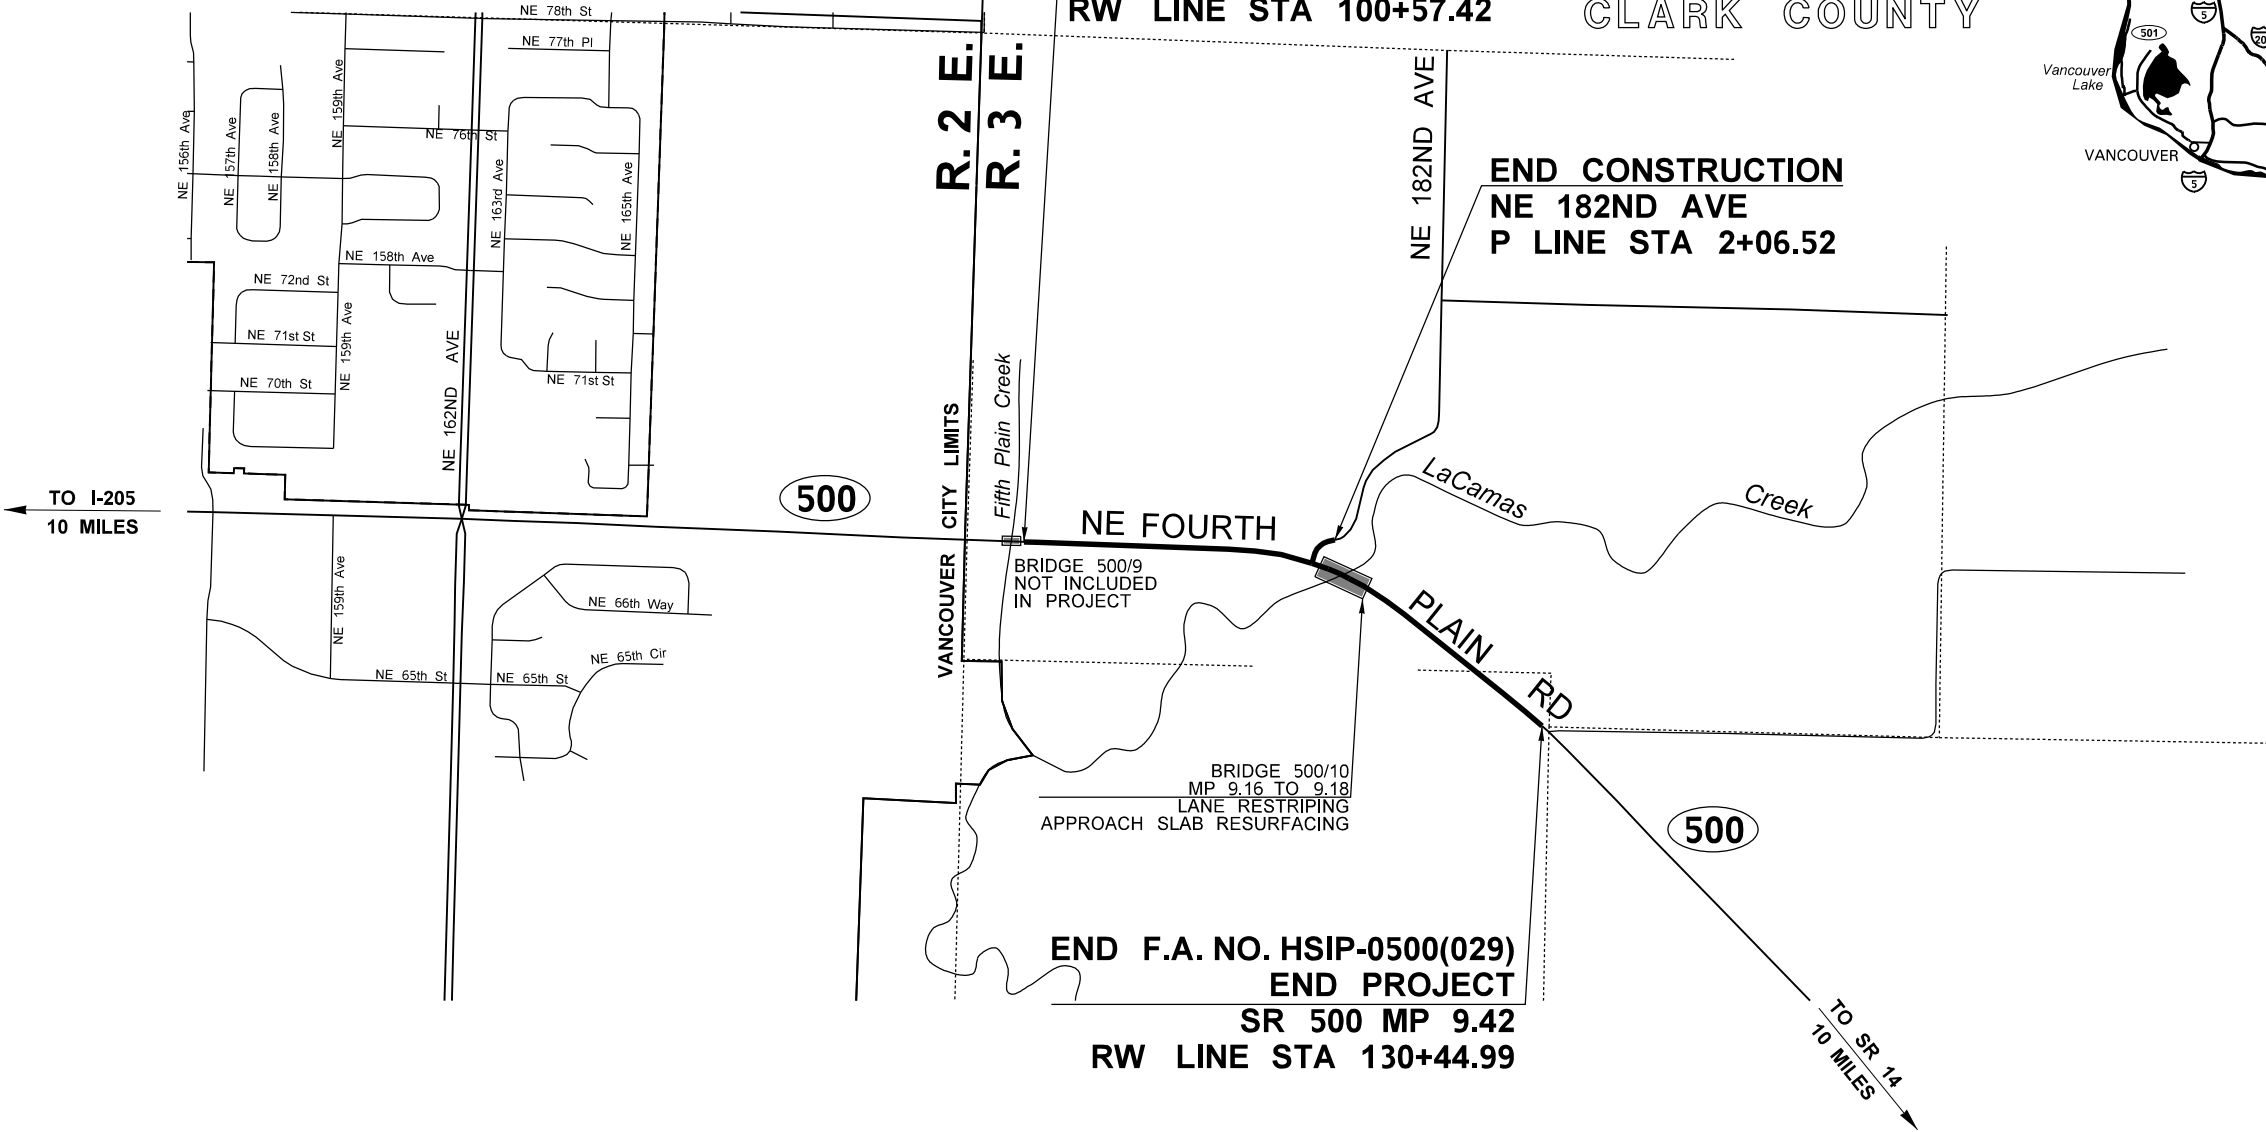 RW LINE STA 100+57.42
CLARK COUNTY
5
501
Vancouver
Lake
VANCOUVER
5
NE 78th St
NE 77th Pl
NE 76th St
NE 156th Ave
NE 157th Ave
NE 158th Ave
NE 159th Ave
NE 163rd Ave
NE 165th Ave
NE 158th Ave
NE 72nd St
NE 71st St
NE 70th St
NE 159th Ave
NE 162ND AVE
NE 71st St
R. 2 E.
R. 3 E.
NE 182ND AVE
END CONSTRUCTION
NE 182ND AVE
P LINE STA 2+06.52
VANCOUVER CITY LIMITS
Fifth Plain Creek
LaCamas Creek
TO I-205
10 MILES
500
NE FOURTH PLAIN RD
BRIDGE 500/9
NOT INCLUDED
IN PROJECT
NE 159th Ave
NE 66th Way
NE 65th Cir
NE 65th St
NE 65th St
BRIDGE 500/10
MP 9.16 TO 9.18
LANE RESTRIPING
APPROACH SLAB RESURFACING
500
END F.A. NO. HSIP-0500(029)
END PROJECT
SR 500 MP 9.42
RW LINE STA 130+44.99
TO SR 14
10 MILES